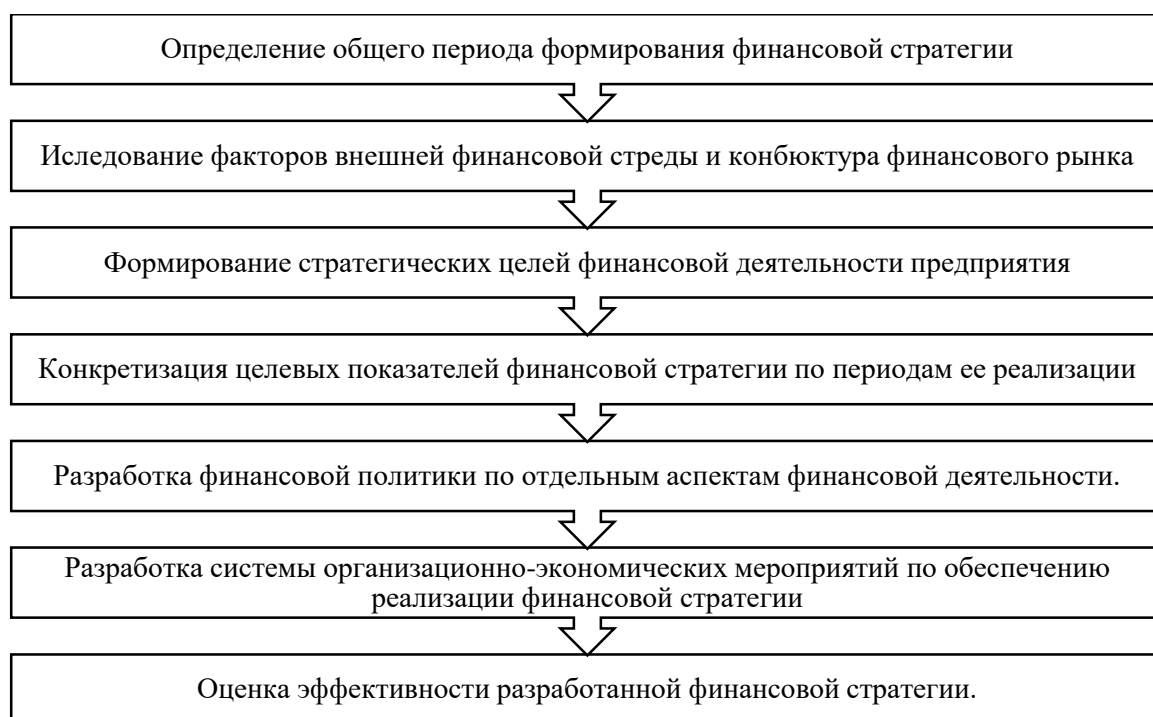 Определение общего периода формирования финансовой стратегии
Иследование факторов внешней финансовой стреды и конбюктура финансового рынка
Формирование стратегических целей финансовой деятельности предприятия
Конкретизация целевых показателей финансовой стратегии по периодам ее реализации
Разработка финансовой политики по отдельным аспектам финансовой деятельности.
Разработка системы организационно-экономических мероприятий по обеспечению
реализации финансовой стратегии
Оценка эффективности разработанной финансовой стратегии.